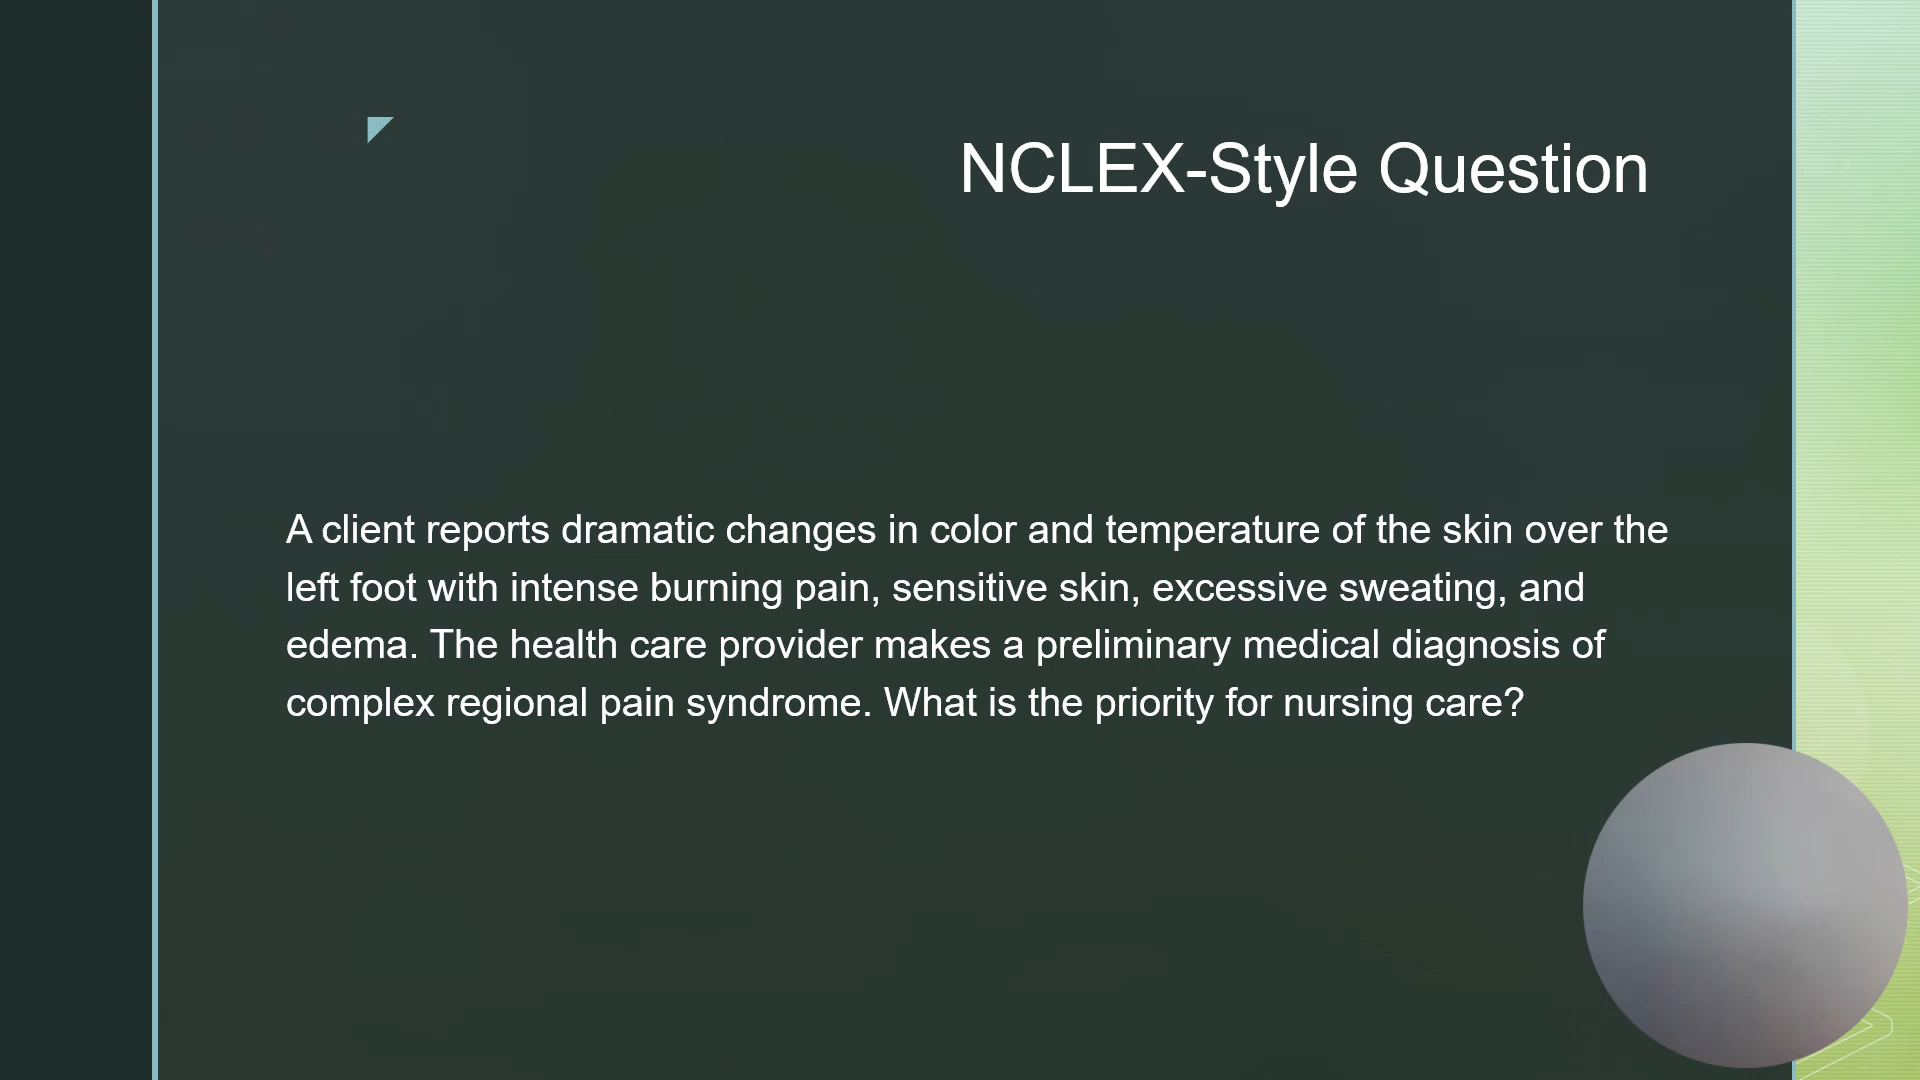 NCLEX-Style Question
A client reports dramatic changes in color and temperature of the skin over the
left foot with intense burning pain, sensitive skin, excessive sweating, and
edema. The health care provider makes a preliminary medical diagnosis of
complex regional pain syndrome. What is the priority for nursing care?